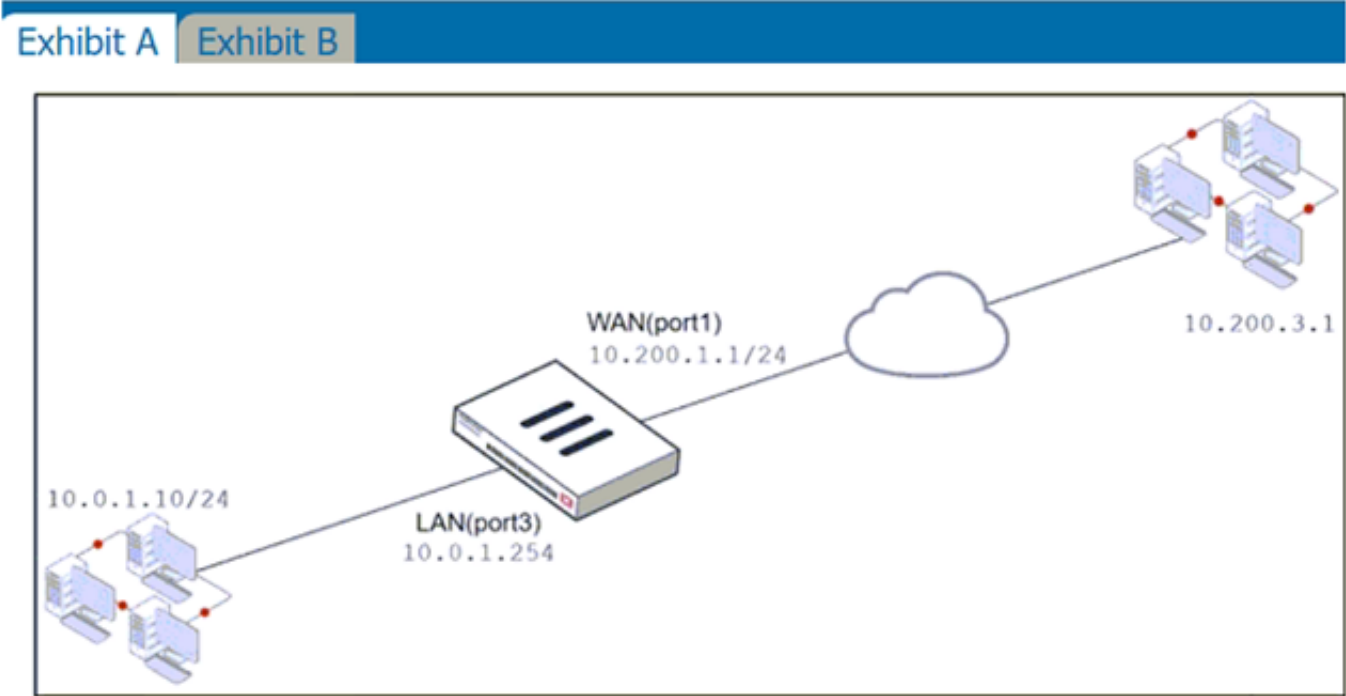 Exhibit A
Exhibit B
WAN(port1)
10.200.1.1/24
10.200.3.1
10.0.1.10/24
LAN(port3)
10.0.1.254